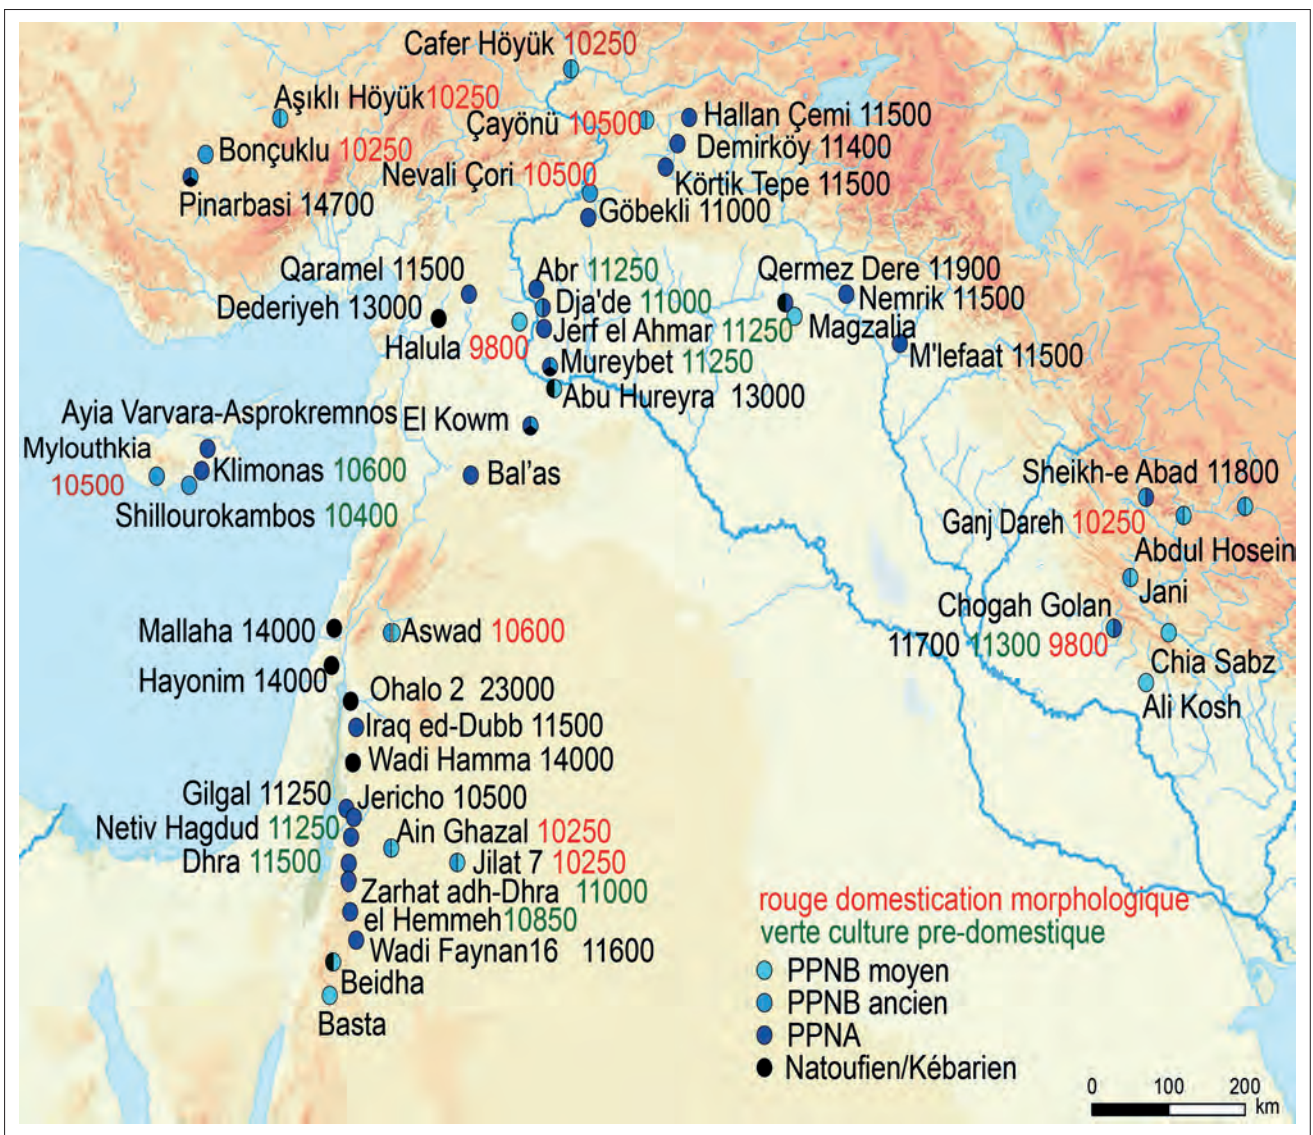 Cafer Höyük 10250
Aşıklı Höyük 10250
Çayönü 10500
Hallan Çemi 11500
Demirköy 11400
Bonçuklu 10250
Nevali Çori 10500
Körtik Tepe 11500
Pinarbasi 14700
Göbekli 11000
Qaramel 11500
Abr 11250
Qermez Dere 11900
Dederiyeh 13000
Dja'de 11000
Nemrik 11500
Jerf el Ahmar 11250
Magzalia
Halula 9800
M'lefaat 11500
Mureybet 11250
Abu Hureyra 13000
Ayia Varvara-Asprokremnos
El Kowm
Mylouthkia
10500
Klimonas 10600
Bal'as
Shillourokambos 10400
Sheikh-e Abad 11800
Ganj Dareh 10250
Abdul Hosein
Jani
Chogah Golan
11700 11300 9800
Chia Sabz
Ali Kosh
Mallaha 14000
Aswad 10600
Hayonim 14000
Ohalo 2 23000
Iraq ed-Dubb 11500
Wadi Hamma 14000
Gilgal 11250
Jericho 10500
Netiv Hagdud 11250
Ain Ghazal 10250
Dhra 11500
Jilat 7 10250
Zarhat adh-Dhra 11000
el Hemmeh 10850
Wadi Faynan16 11600
Beidha
Basta
rouge domestication morphologique
verte culture pre-domestique
PPNB moyen
PPNB ancien
PPNA
Natoufien/Kébarien
0 100 200
km